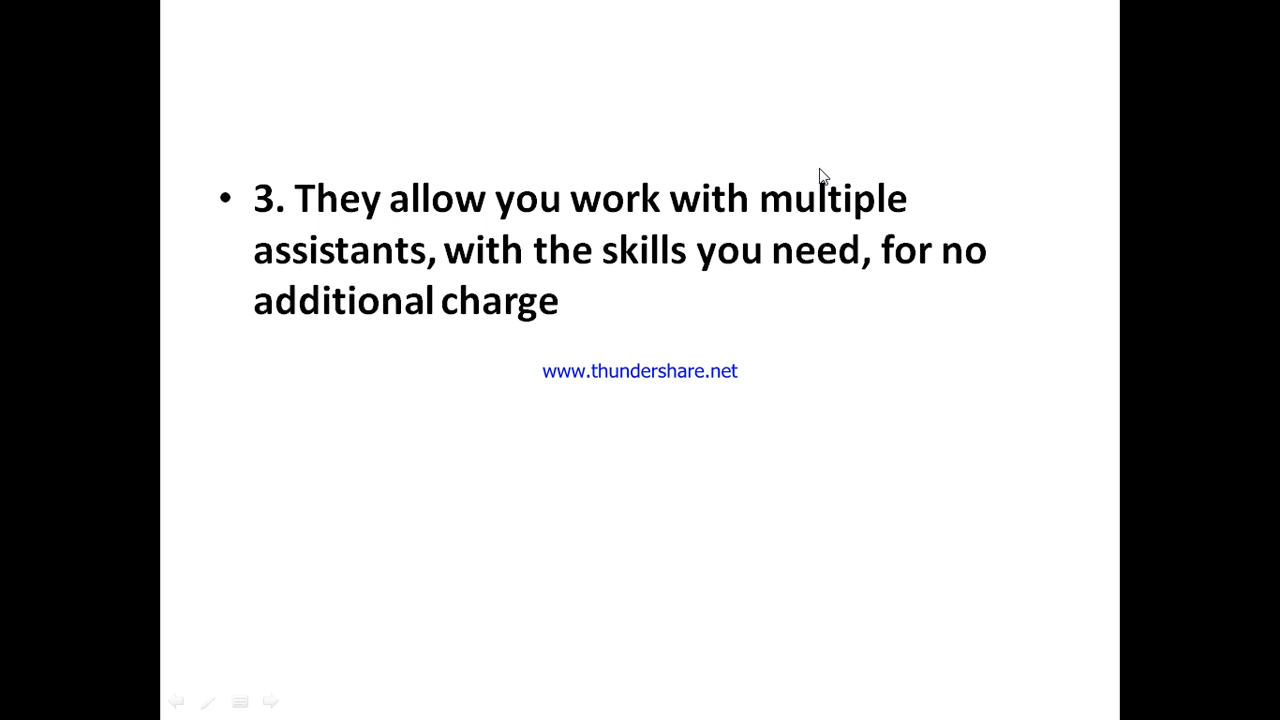 • 3. They allow you work with multiple
assistants, with the skills you need, for no
additional charge
www.thundershare.net